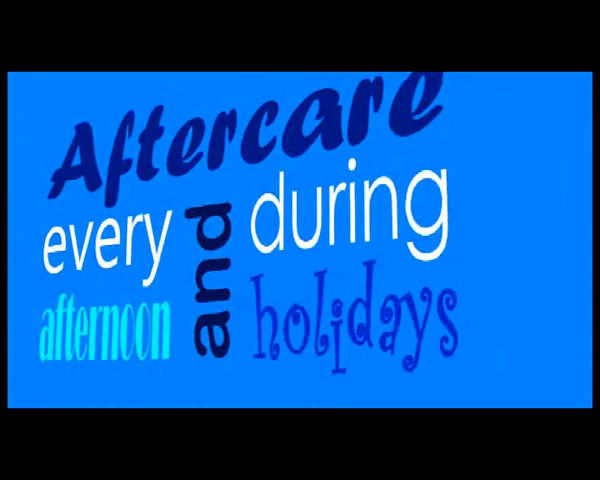 Aftercare
every
afternoon
and
during
holidays